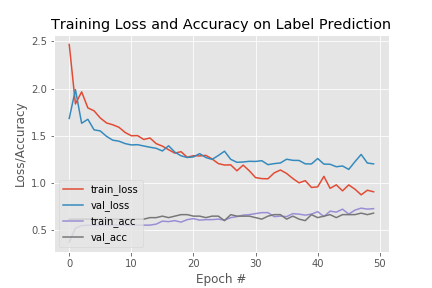 Training Loss and Accuracy on Label Prediction
Loss/Accuracy
2.5
2.0
1.5
1.0
0.5
train_loss
val_loss
train_acc
val_acc
0
10
20
30
40
50
Epoch #